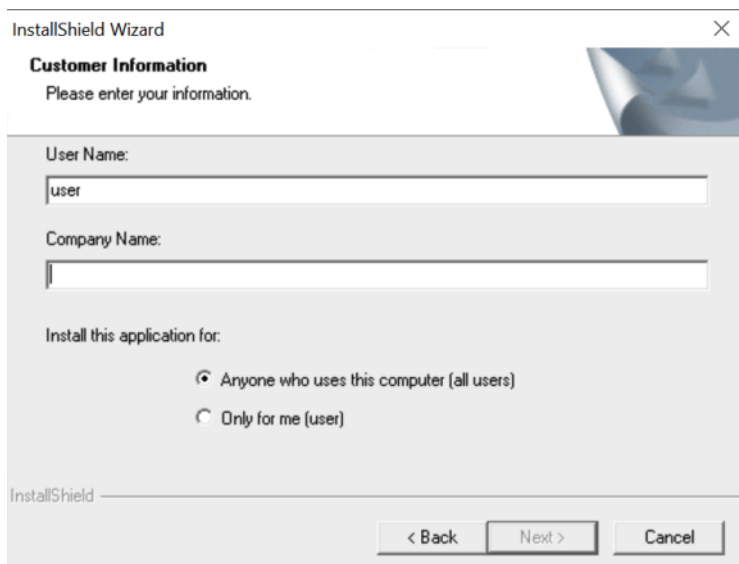 InstallShield Wizard
Customer Information
Please enter your information.
User Name:
user
Company Name:
Install this application for:
Anyone who uses this computer (all users)
Only for me (user)
InstallShield
< Back Next > Cancel